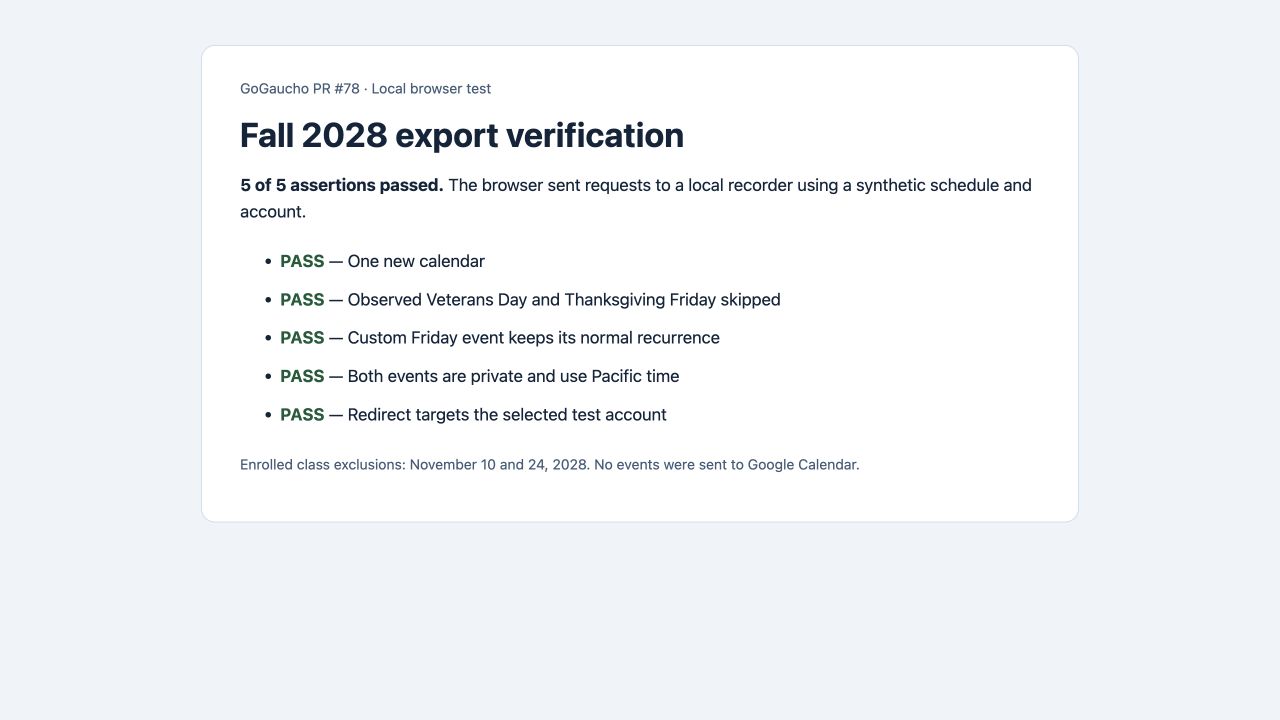 GoGaucho PR #78 · Local browser test
Fall 2028 export verification
5 of 5 assertions passed. The browser sent requests to a local recorder using a synthetic schedule and
account.
• PASS — One new calendar
• PASS — Observed Veterans Day and Thanksgiving Friday skipped
• PASS — Custom Friday event keeps its normal recurrence
• PASS — Both events are private and use Pacific time
• PASS — Redirect targets the selected test account
Enrolled class exclusions: November 10 and 24, 2028. No events were sent to Google Calendar.